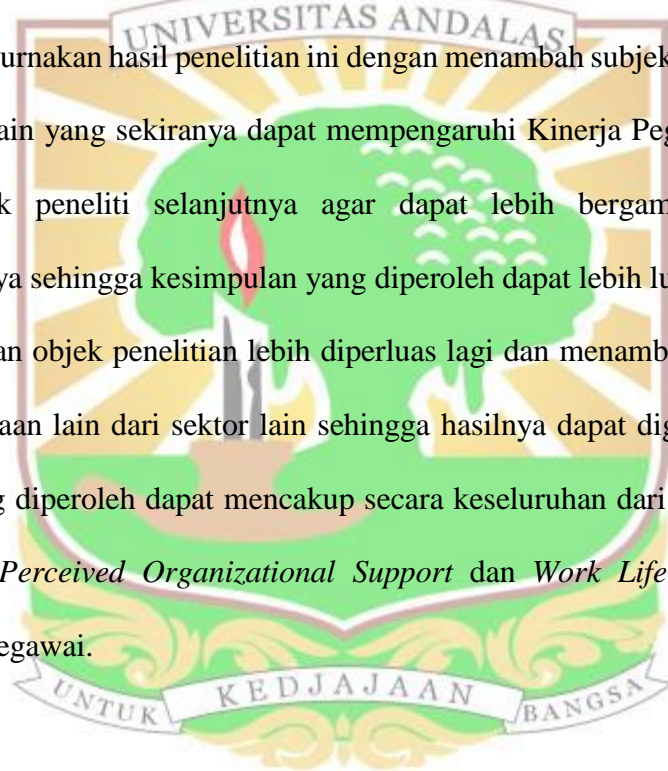 UNIVERSITAS ANDALAS
urnakan hasil penelitian ini dengan menambah subjek
ain yang sekiranya dapat mempengaruhi Kinerja Peg
k peneliti selanjutnya agar dapat lebih bergam
ya sehingga kesimpulan yang diperoleh dapat lebih lu
an objek penelitian lebih diperluas lagi dan menamb
aan lain dari sektor lain sehingga hasilnya dapat dig
g diperoleh dapat mencakup secara keseluruhan dari
Perceived Organizational Support dan Work Life
egawai.
UNTUK KEDJAJAAN BANGSA